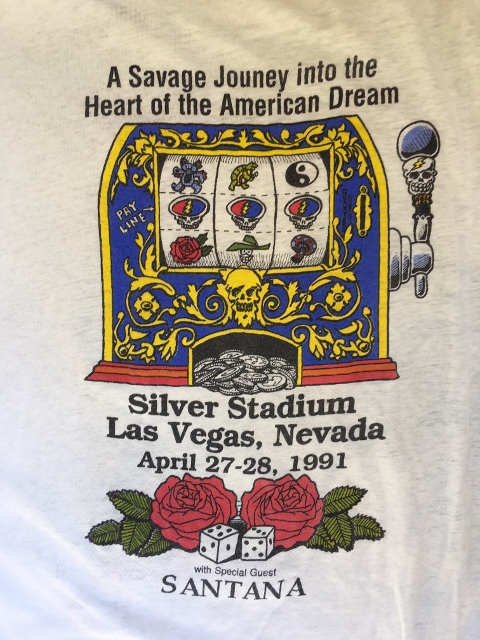 A Savage Jouney into the
Heart of the American Dream
PAY
LINE
Silver Stadium
Las Vegas, Nevada
April 27-28, 1991
with Special Guest
SANTANA